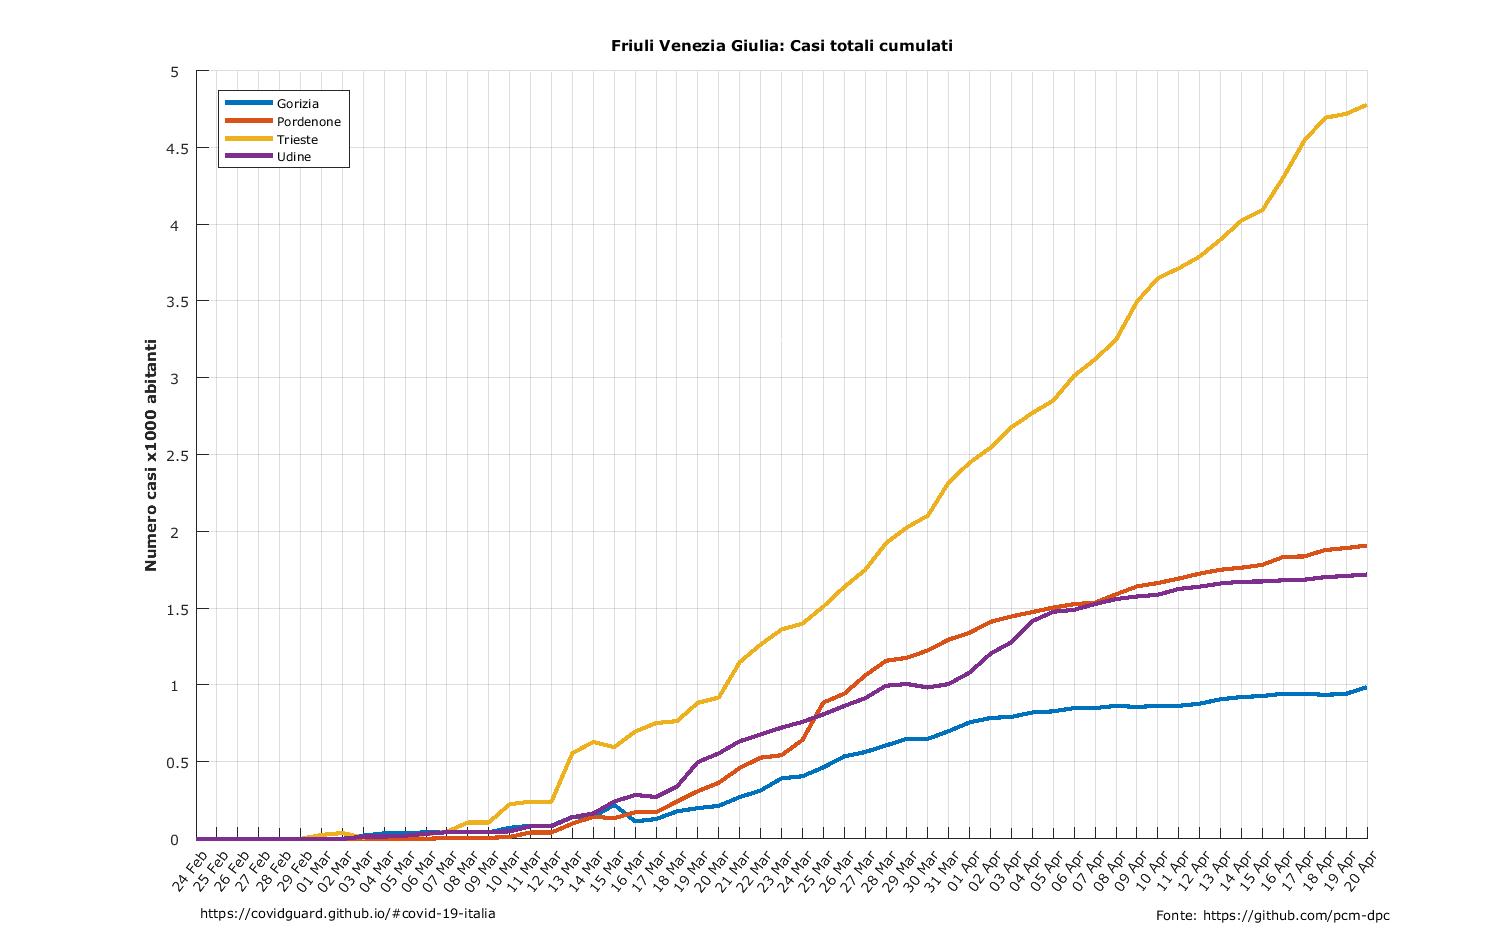 Friuli Venezia Giulia: Casi totali cumulati
Gorizia
Pordenone
Trieste
Udine
Numero casi x1000 abitanti
5
4.5
4
3.5
3
2.5
2
1.5
1
0.5
0
24 Feb
25 Feb
26 Feb
27 Feb
28 Feb
29 Feb
01 Mar
02 Mar
03 Mar
04 Mar
05 Mar
06 Mar
07 Mar
08 Mar
09 Mar
10 Mar
11 Mar
12 Mar
13 Mar
14 Mar
15 Mar
16 Mar
17 Mar
18 Mar
19 Mar
20 Mar
21 Mar
22 Mar
23 Mar
24 Mar
25 Mar
26 Mar
27 Mar
28 Mar
29 Mar
30 Mar
31 Mar
01 Apr
02 Apr
03 Apr
04 Apr
05 Apr
06 Apr
07 Apr
08 Apr
09 Apr
10 Apr
11 Apr
12 Apr
13 Apr
14 Apr
15 Apr
16 Apr
17 Apr
18 Apr
19 Apr
20 Apr
https://covidguard.github.io/#covid-19-italia
Fonte: https://github.com/pcm-dpc